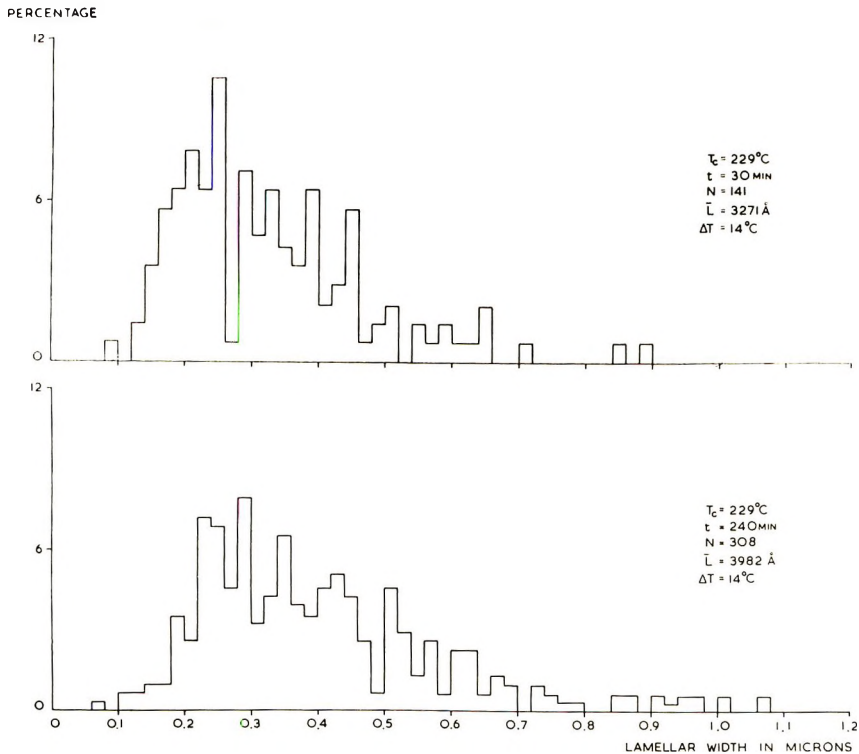 PERCENTAGE
12
6
0
T_c = 229°C
t = 30 MIN
N = 141
L̄ = 3271 Å
ΔT = 14°C
12
6
0
T_c = 229°C
t = 240 MIN
N = 308
L̄ = 3982 Å
ΔT = 14°C
0 0.1 0.2 0.3 0.4 0.5 0.6 0.7 0.8 0.9 1.0 1.1 1.2
LAMELLAR WIDTH IN MICRONS